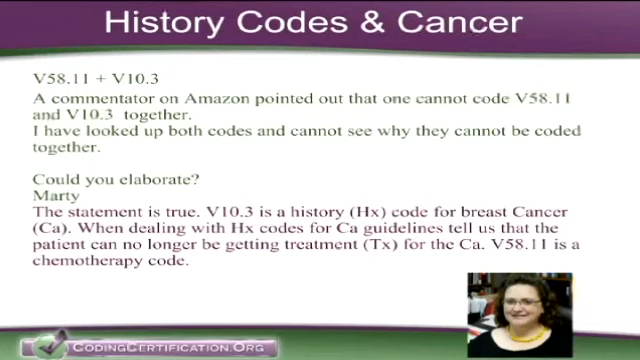 History Codes & Cancer
V58.11 + V10.3
A commentator on Amazon pointed out that one cannot code V58.11
and V10.3 together.
I have looked up both codes and cannot see why they cannot be coded
together.
Could you elaborate?
Marty
The statement is true. V10.3 is a history (Hx) code for breast Cancer
(Ca). When dealing with Hx codes for Ca guidelines tell us that the
patient can no longer be getting treatment (Tx) for the Ca. V58.11 is a
chemotherapy code.
CodingCertification.Org